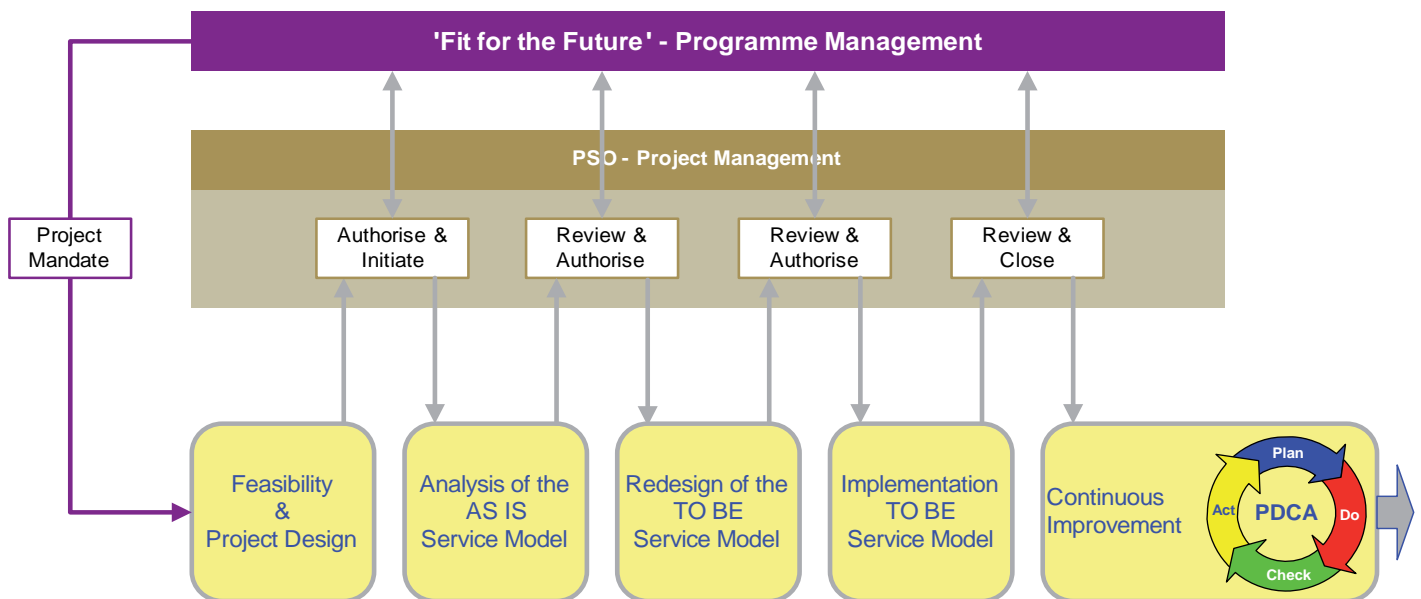 'Fit for the Future' - Programme Management
PSO - Project Management
Project
Mandate
Authorise &
Initiate
Review &
Authorise
Review &
Authorise
Review &
Close
Feasibility
&
Project Design
Analysis of the
AS IS
Service Model
Redesign of the
TO BE
Service Model
Implementation
TO BE
Service Model
Continuous
Improvement
Plan
Act
PDCA
Do
Check